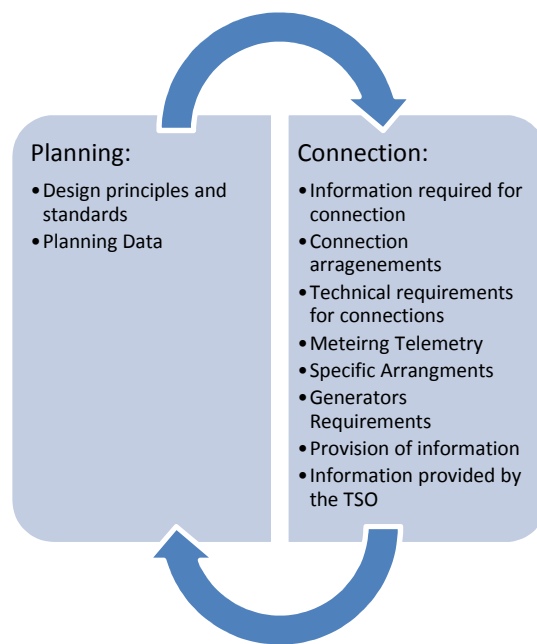 Planning:
•Design principles and
standards
•Planning Data
Connection:
•Information required for
connection
•Connection
arragenements
•Technical requirements
for connections
•Meteirng Telemetry
•Specific Arrangments
•Generators
Requirements
•Provision of information
•Information provided by
the TSO